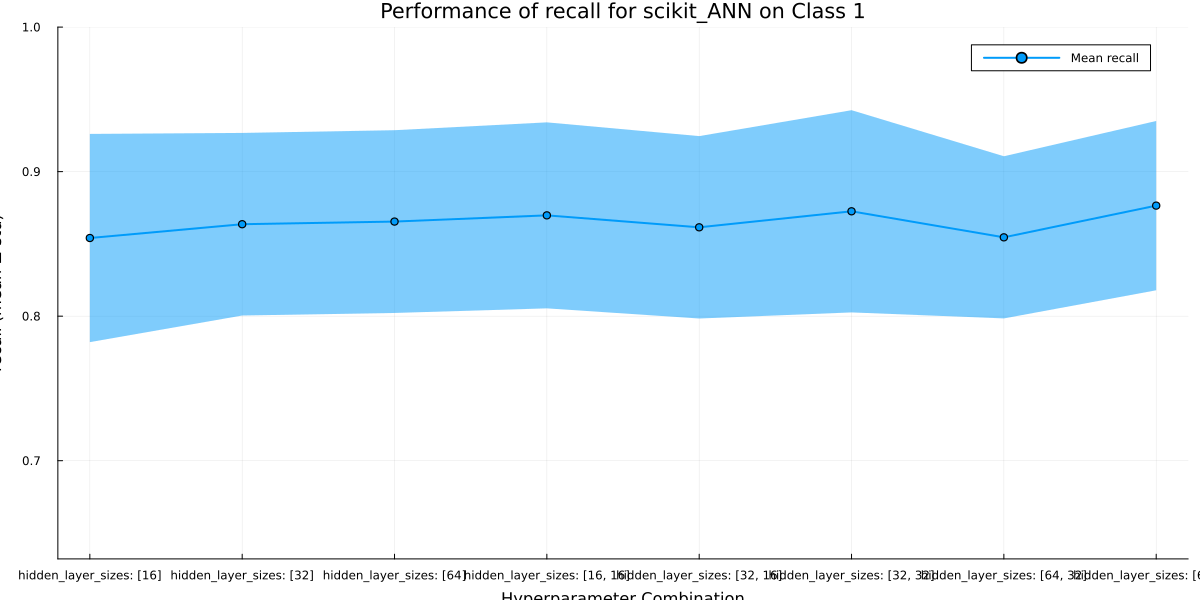 Performance of recall for scikit_ANN on Class 1
1.0
Mean recall
0.9
0.8
0.7
hidden_layer_sizes: [16] hidden_layer_sizes: [32] hidden_layer_sizes: [64] hidden_layer_sizes: [16, 16] hidden_layer_sizes: [32, 16] hidden_layer_sizes: [32, 32] hidden_layer_sizes: [64, 32] hidden_layer_sizes:
Hyperparameter Combination